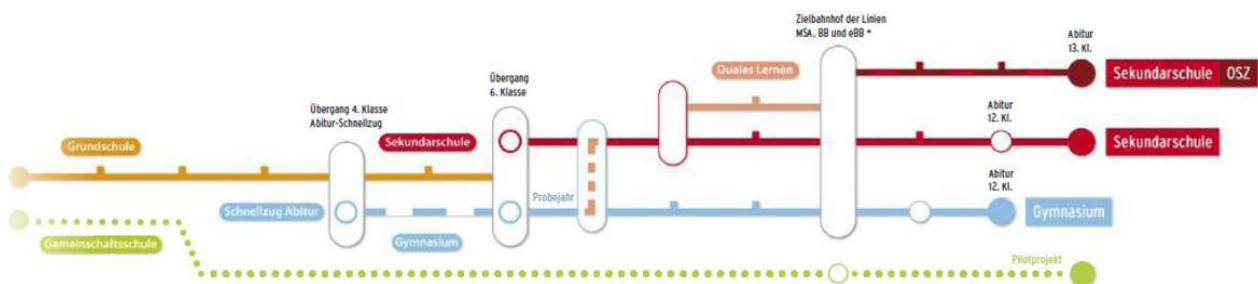 Zielbahnhof der Linien
MSA, BB und eBB *
Abitur
13. Kl.
Duales Lernen
Sekundarschule OSZ
Übergang
6. Klasse
Übergang 4. Klasse
Abitur-Schnellzug
Abitur
12. Kl.
Grundschule
Sekundarschule
Sekundarschule
Abitur
12. Kl.
Probejahr
Schnellzug Abitur
Gymnasium
Gymnasium
Gemeinschaftsschule
Pilotprojekt